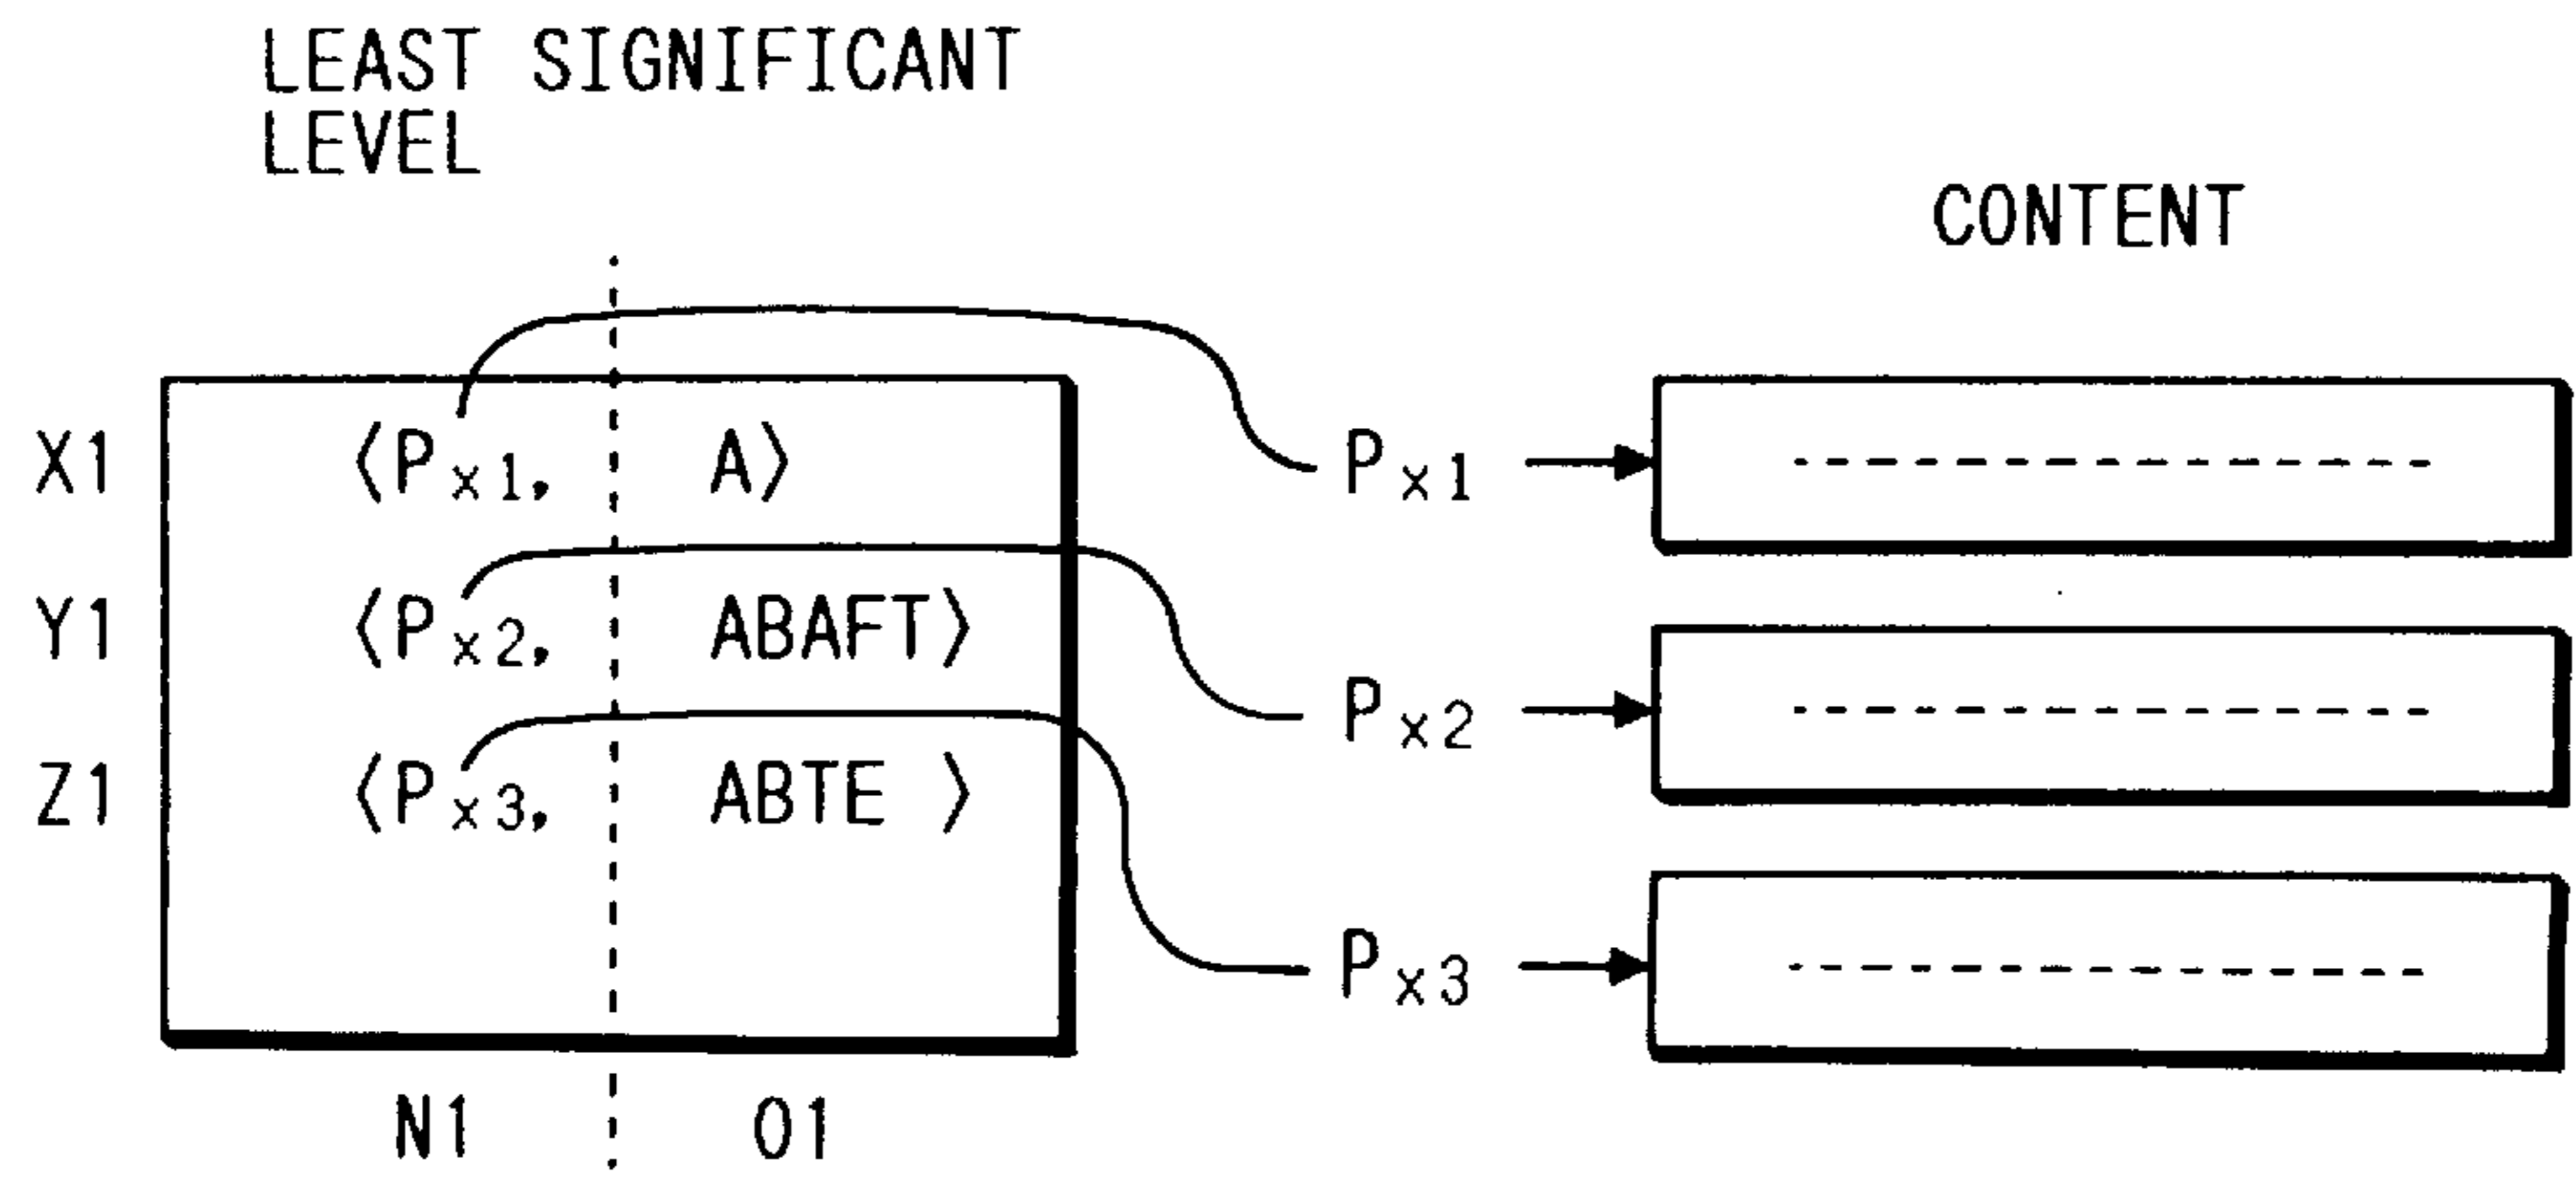 LEAST SIGNIFICANT
LEVEL
CONTENT
X1 〈Px1, A〉 Px1
Y1 〈Px2, ABAFT〉 Px2
Z1 〈Px3, ABTE 〉 Px3
N1 O1